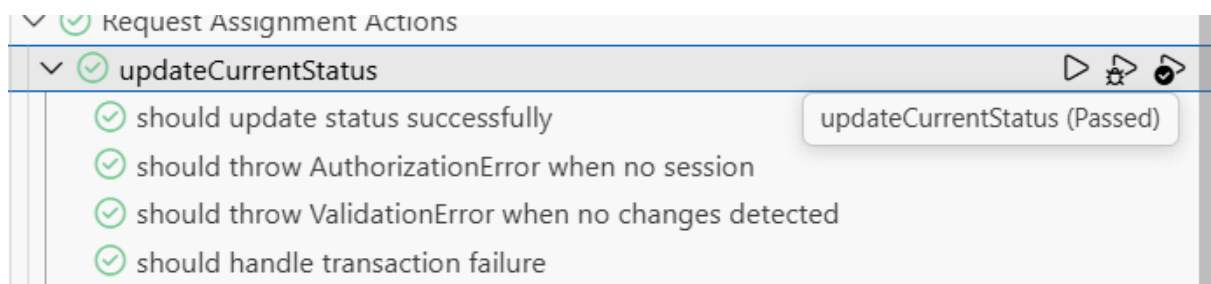 Request Assignment Actions
updateCurrentStatus
should update status successfully
updateCurrentStatus (Passed)
should throw AuthorizationError when no session
should throw ValidationError when no changes detected
should handle transaction failure